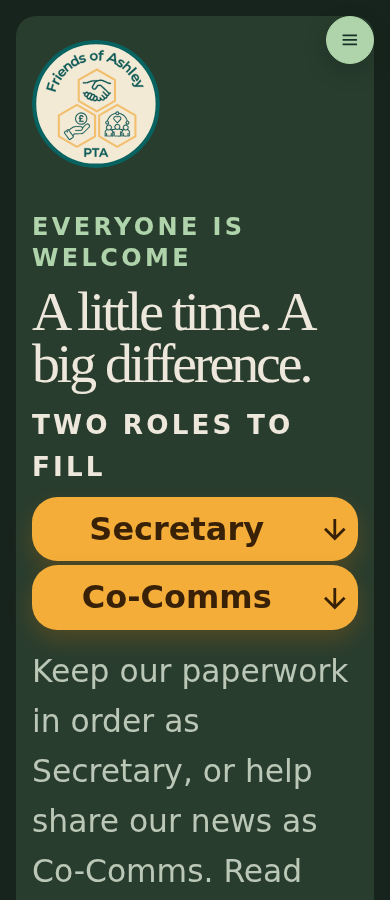 Friends of Ashley
£
PTA
EVERYONE IS
WELCOME
A little time. A
big difference.
TWO ROLES TO
FILL
Secretary ↓
Co-Comms ↓
Keep our paperwork
in order as
Secretary, or help
share our news as
Co-Comms. Read